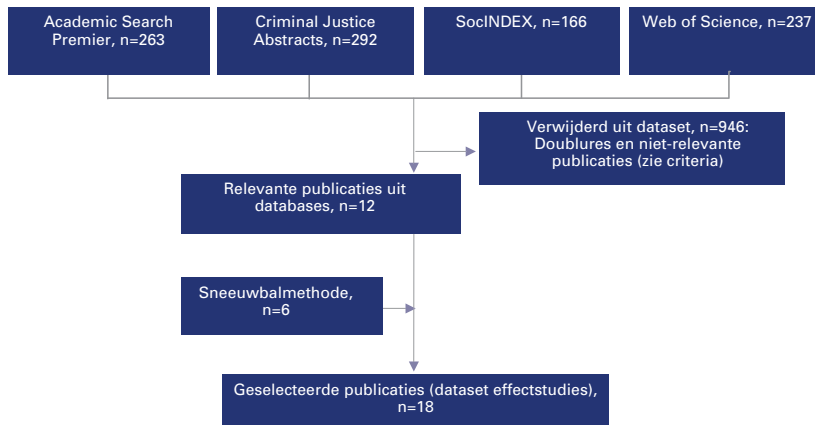 Academic Search
Premier, n=263
Criminal Justice
Abstracts, n=292
SocINDEX, n=166
Web of Science, n=237
Verwijderd uit dataset, n=946:
Doublures en niet-relevante
publicaties (zie criteria)
Relevante publicaties uit
databases, n=12
Sneeuwbalmethode,
n=6
Geselecteerde publicaties (dataset effectstudies),
n=18